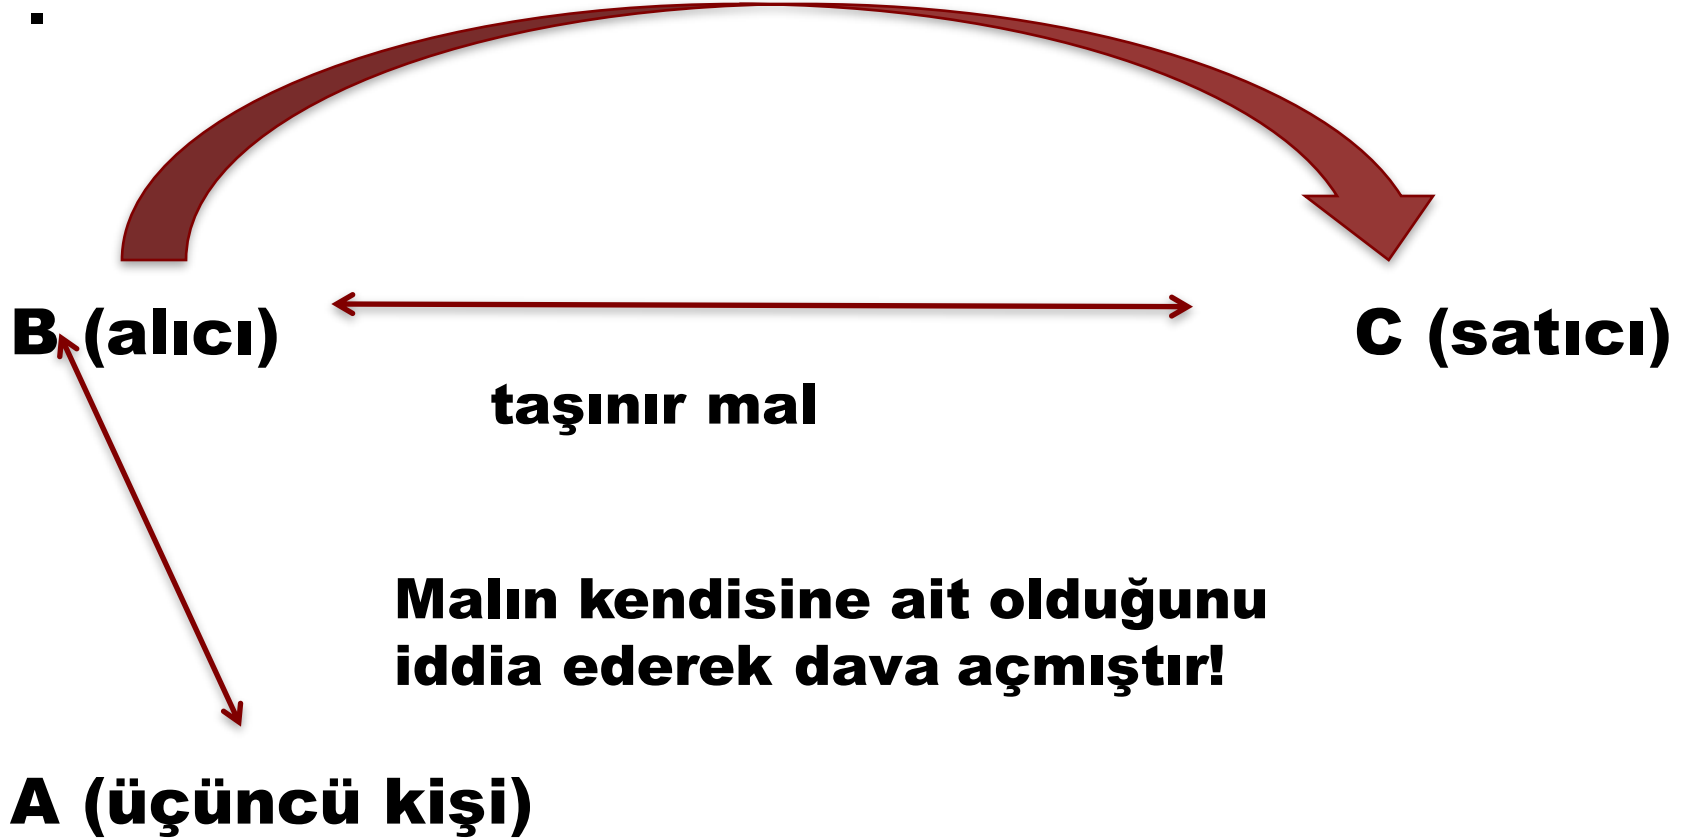 B (alıcı)
C (satıcı)
taşınır mal
Malın kendisine ait olduğunu
iddia ederek dava açmıştır!
A (üçüncü kişi)